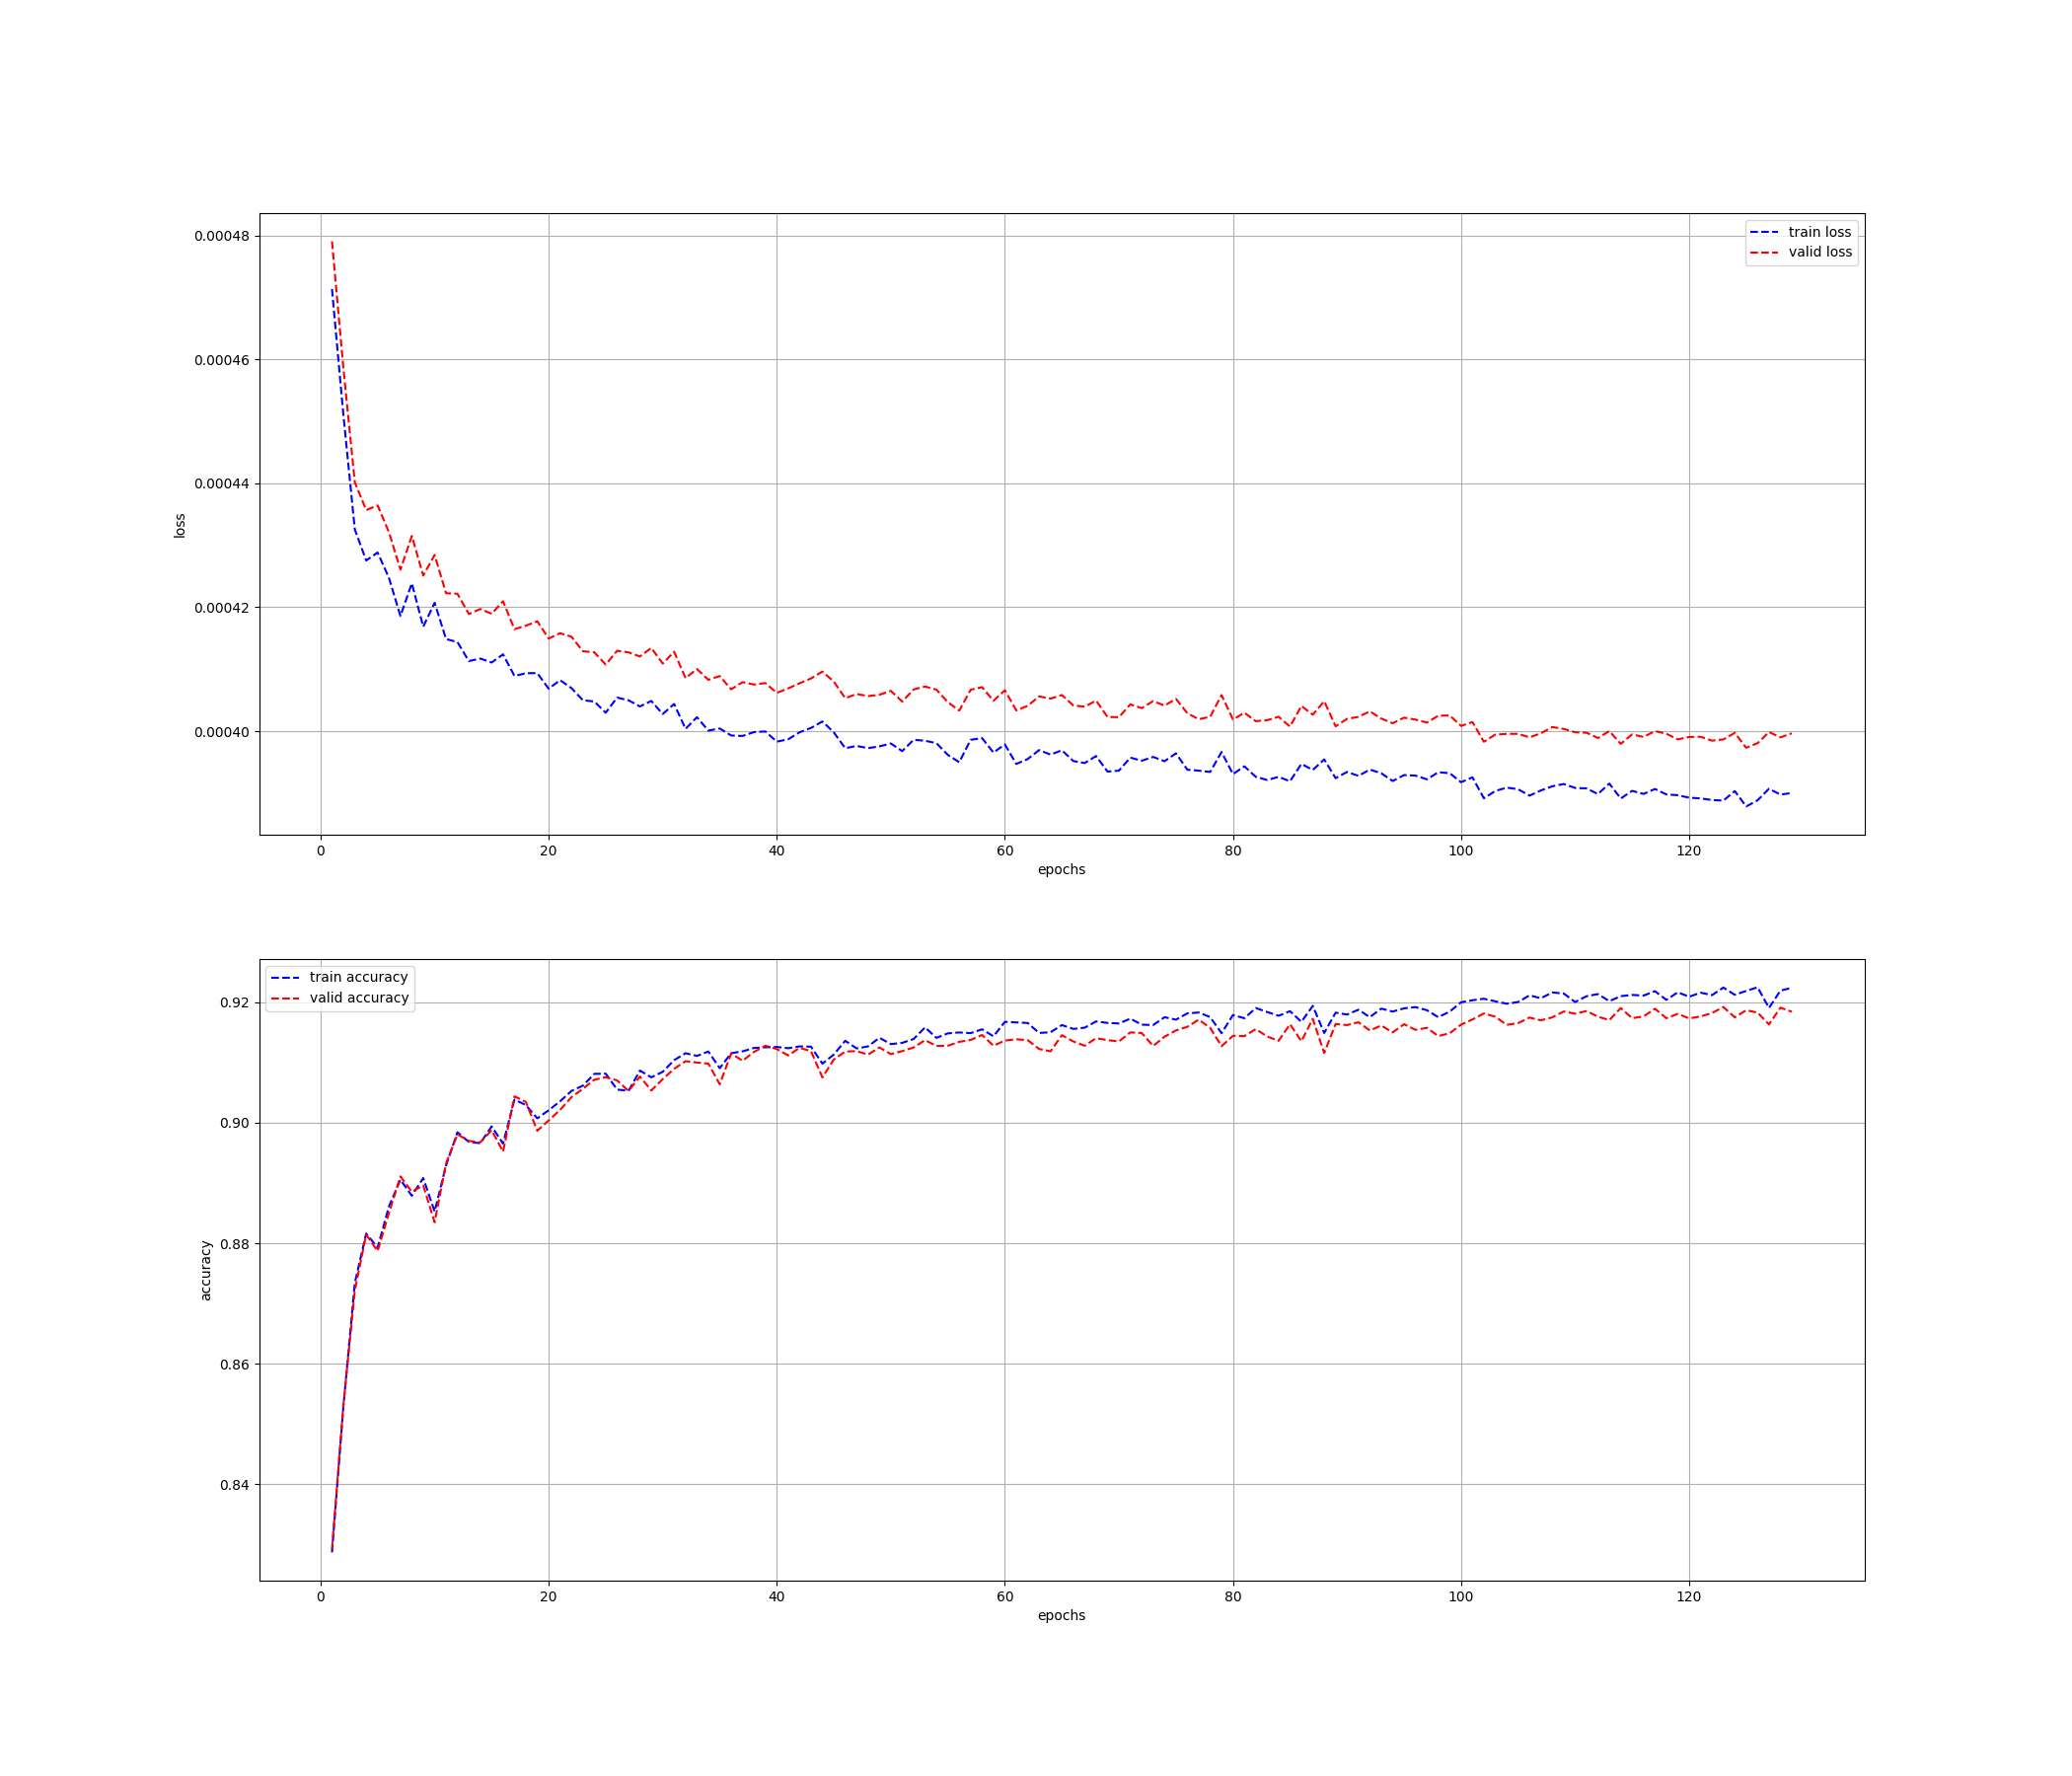 0.00048
train loss
valid loss
0.00046
0.00044
loss
0.00042
0.00040
0 20 40 60 80 100 120
epochs
train accuracy
valid accuracy
0.92
0.90
0.88
accuracy
0.86
0.84
0 20 40 60 80 100 120
epochs